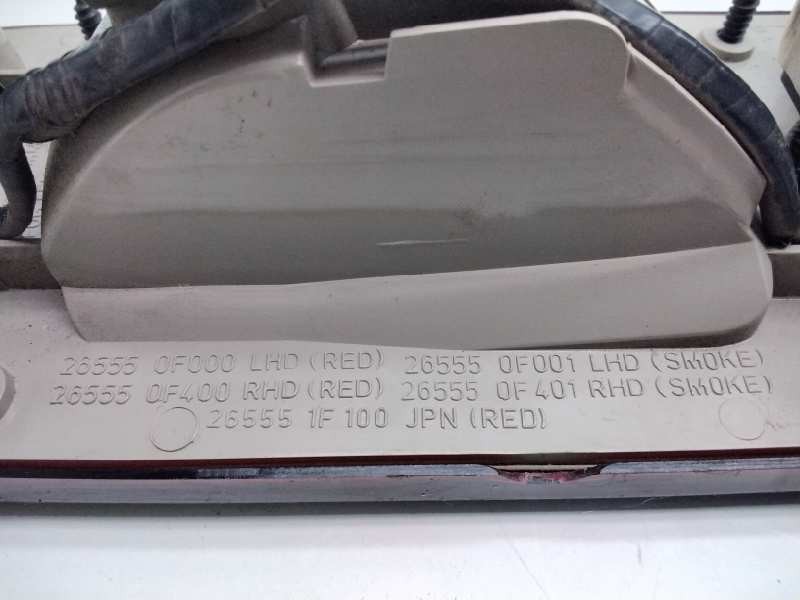 26555 0F000 LHD (RED) 26555 0F001 LHD (SMOKE)
26555 0F400 RHD (RED) 26555 0F401 RHD (SMOKE)
26555 1F100 JPN (RED)